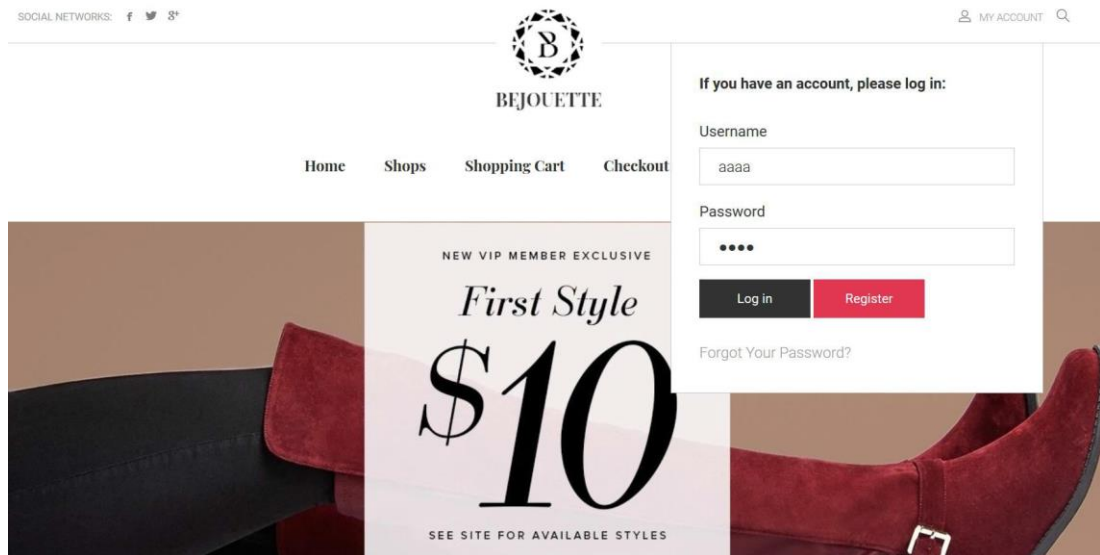 SOCIAL NETWORKS: f g+
MY ACCOUNT
B
BEJOUETTE
Home Shops Shopping Cart Checkout
If you have an account, please log in:
Username
aaaa
Password
Log in Register
Forgot Your Password?
NEW VIP MEMBER EXCLUSIVE
First Style
$10
SEE SITE FOR AVAILABLE STYLES